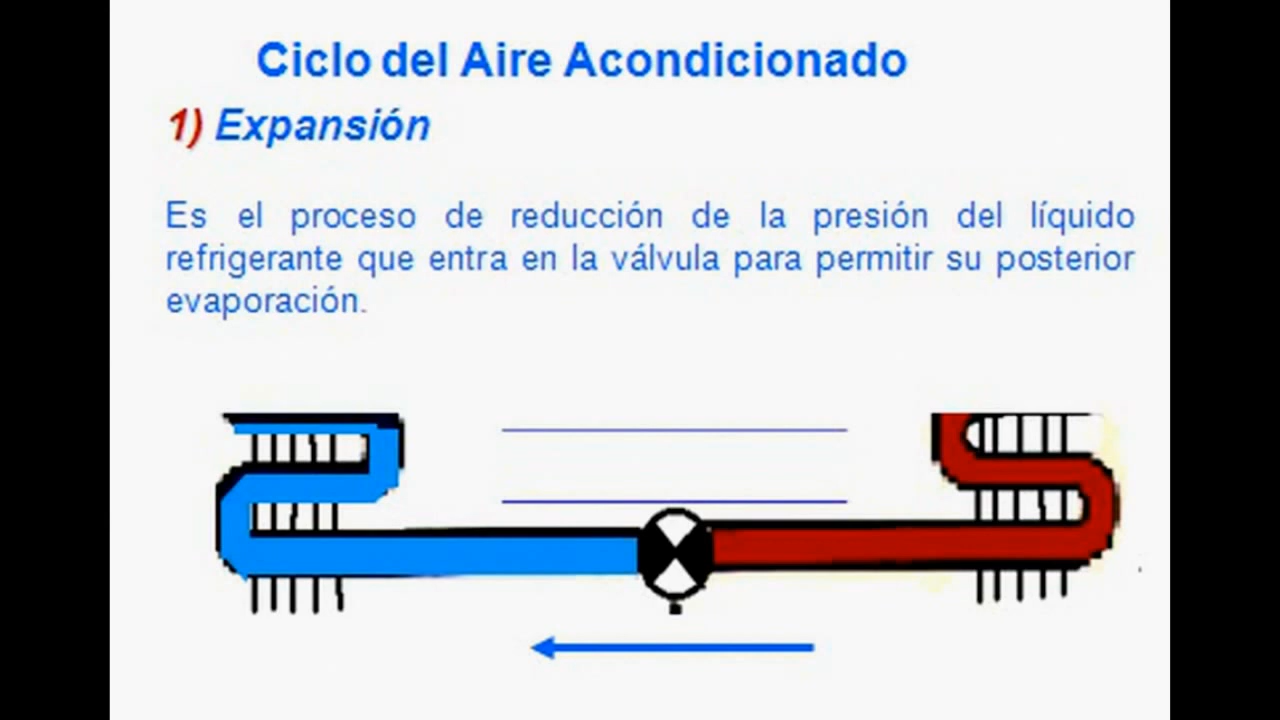 Ciclo del Aire Acondicionado
1) Expansión
Es el proceso de reducción de la presión del líquido
refrigerante que entra en la válvula para permitir su posterior
evaporación.